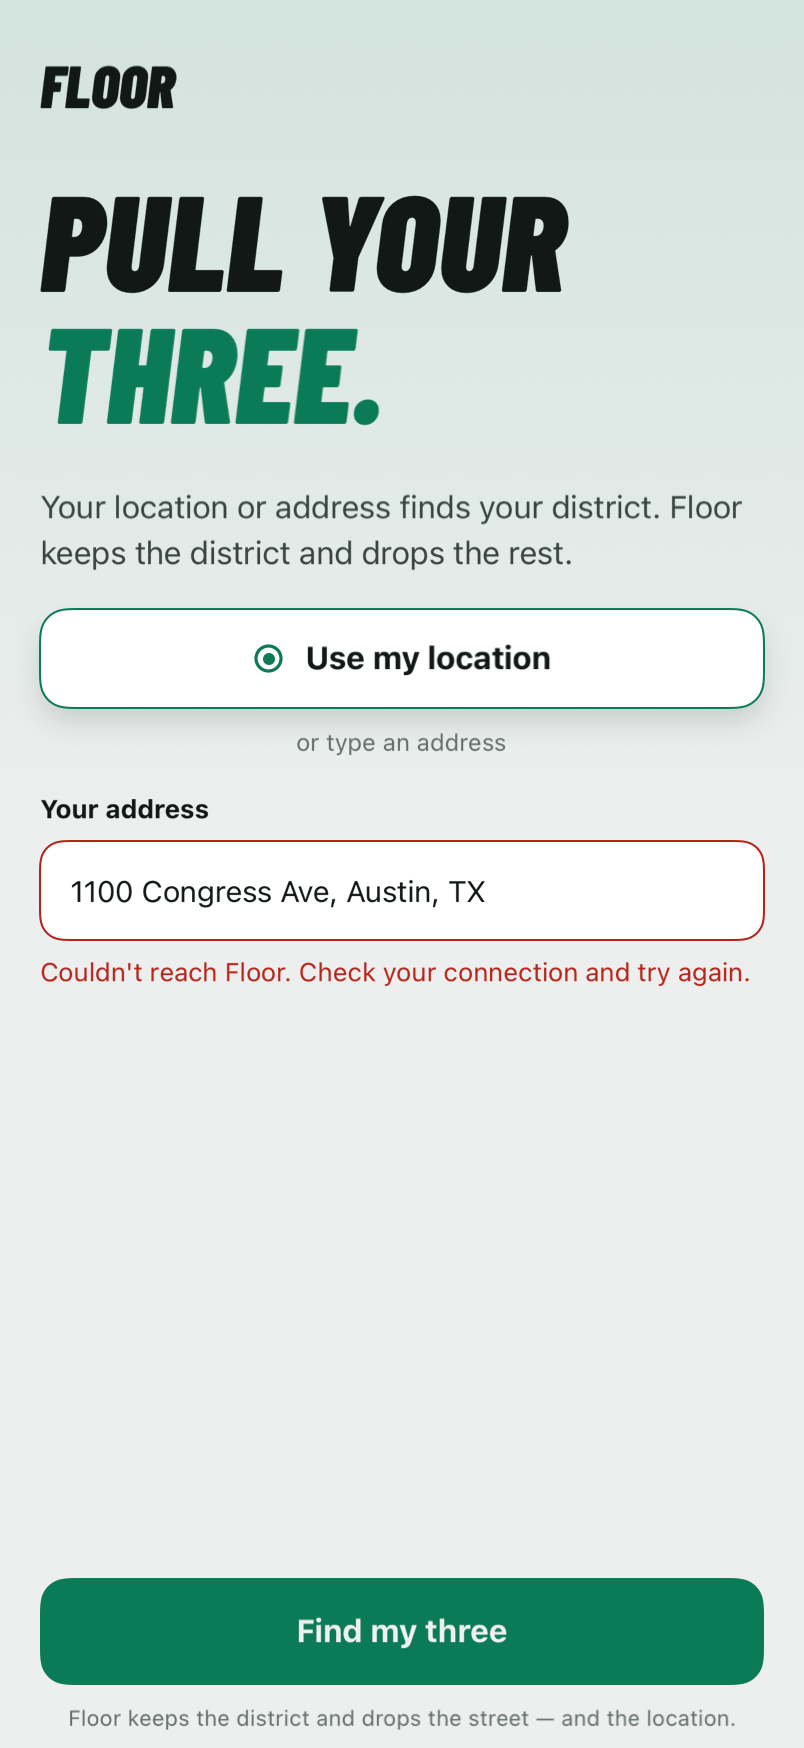 FLOOR
PULL YOUR
THREE.
Your location or address finds your district. Floor
keeps the district and drops the rest.
Use my location
or type an address
Your address
1100 Congress Ave, Austin, TX
Couldn't reach Floor. Check your connection and try again.
Find my three
Floor keeps the district and drops the street — and the location.